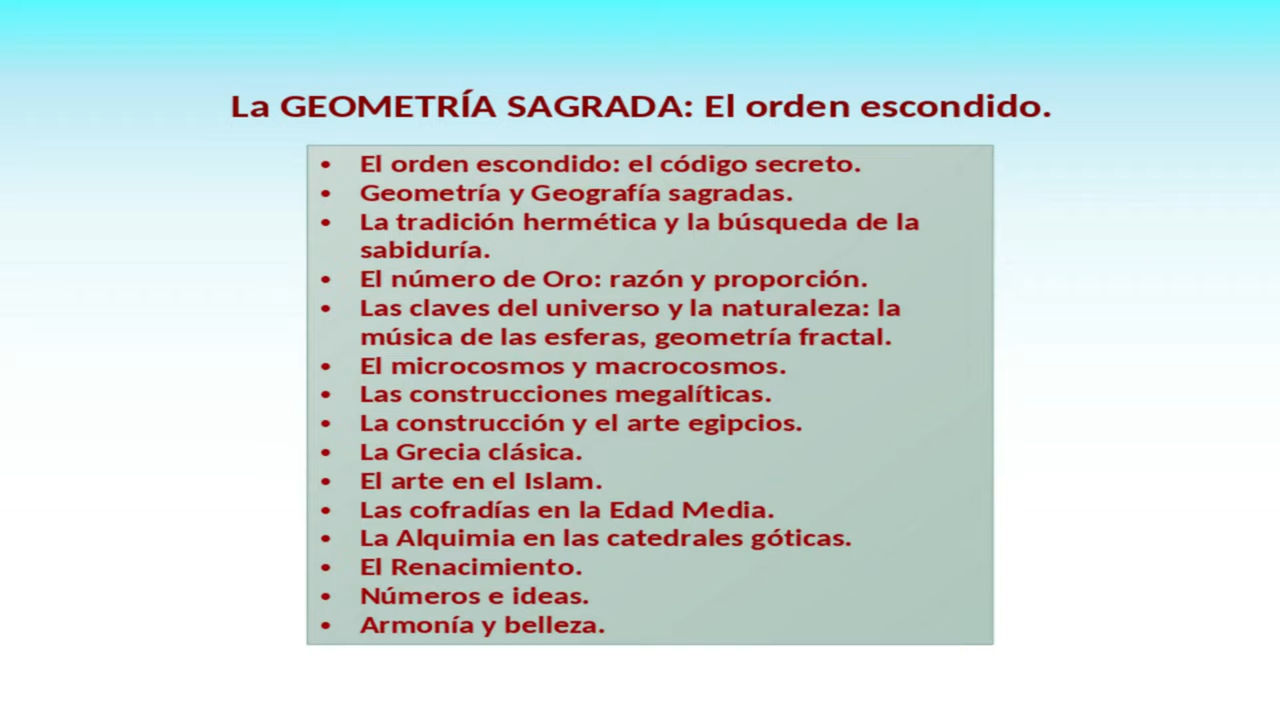 La GEOMETRÍA SAGRADA: El orden escondido.
• El orden escondido: el código secreto.
• Geometría y Geografía sagradas.
• La tradición hermética y la búsqueda de la
sabiduría.
• El número de Oro: razón y proporción.
• Las claves del universo y la naturaleza: la
música de las esferas, geometría fractal.
• El microcosmos y macrocosmos.
• Las construcciones megalíticas.
• La construcción y el arte egipcios.
• La Grecia clásica.
• El arte en el Islam.
• Las cofradías en la Edad Media.
• La Alquimia en las catedrales góticas.
• El Renacimiento.
• Números e ideas.
• Armonía y belleza.